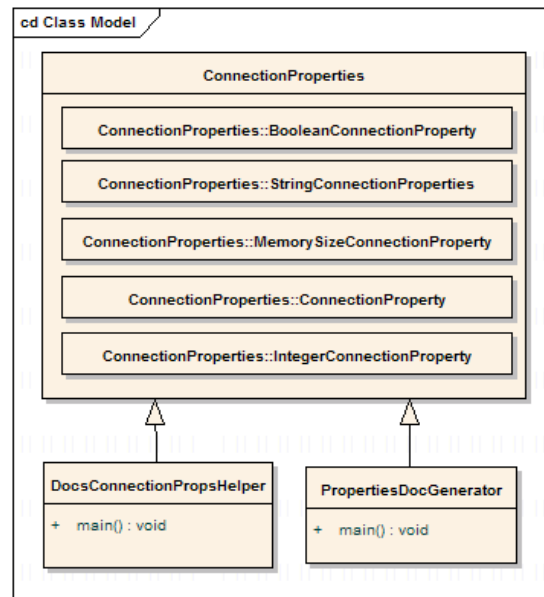 cd Class Model
ConnectionProperties
ConnectionProperties::BooleanConnectionProperty
ConnectionProperties::StringConnectionProperties
ConnectionProperties::MemorySizeConnectionProperty
ConnectionProperties::ConnectionProperty
ConnectionProperties::IntegerConnectionProperty
DocsConnectionPropsHelper
+ main() : void
PropertiesDocGenerator
+ main() : void